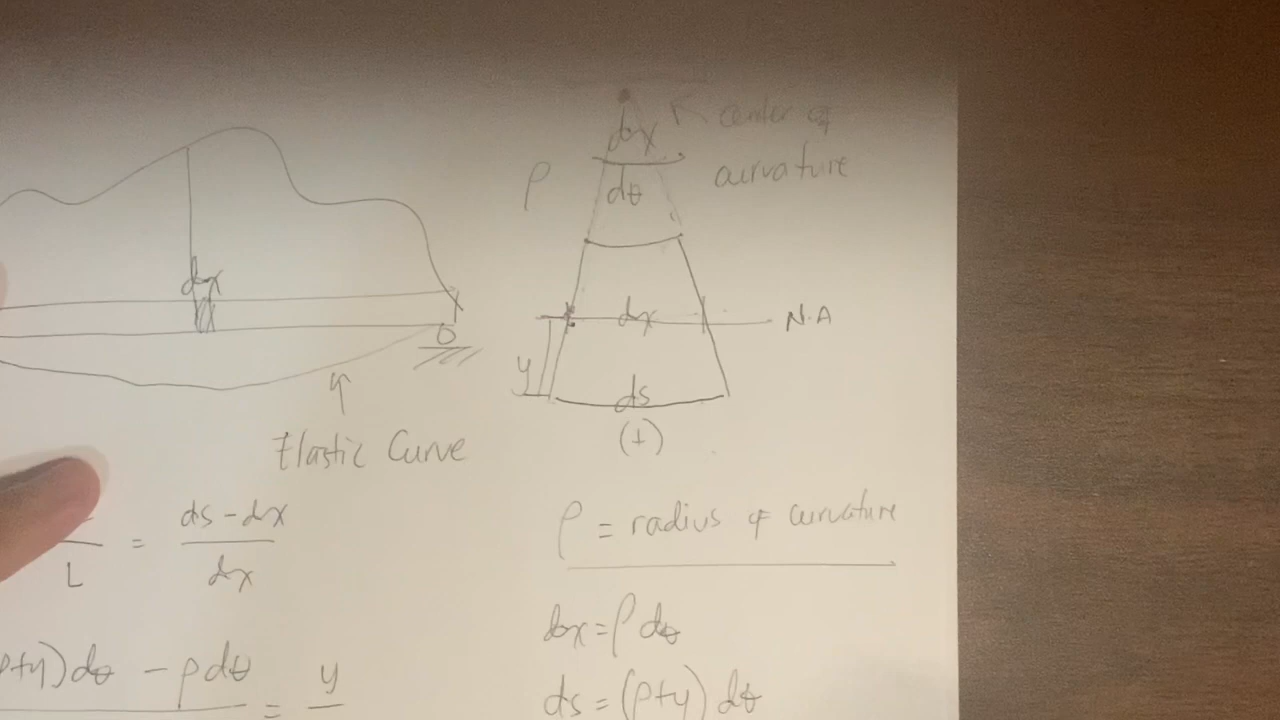 center of
curvature
dx
ρ
dθ
dx
dx
N.A
y
ds
(+)
Elastic Curve
ρ = radius of curvature
L = ds - dx
dx
dx = ρ dθ
ρ+y)dθ - ρdθ = y
ds = (ρ+y) dθ